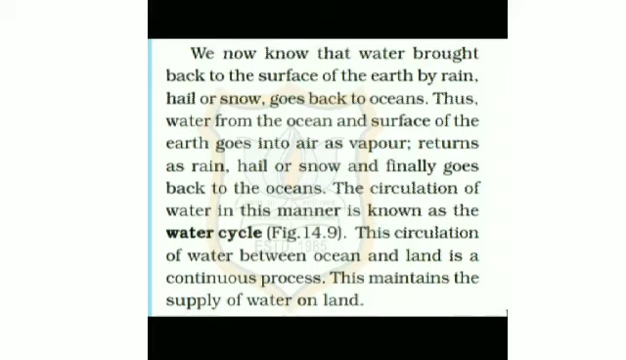 We now know that water brought
back to the surface of the earth by rain,
hail or snow, goes back to oceans. Thus,
water from the ocean and surface of the
earth goes into air as vapour; returns
as rain, hail or snow and finally goes
back to the oceans. The circulation of
water in this manner is known as the
water cycle (Fig.14.9). This circulation
of water between ocean and land is a
continuous process. This maintains the
supply of water on land.
ESTD. 1985